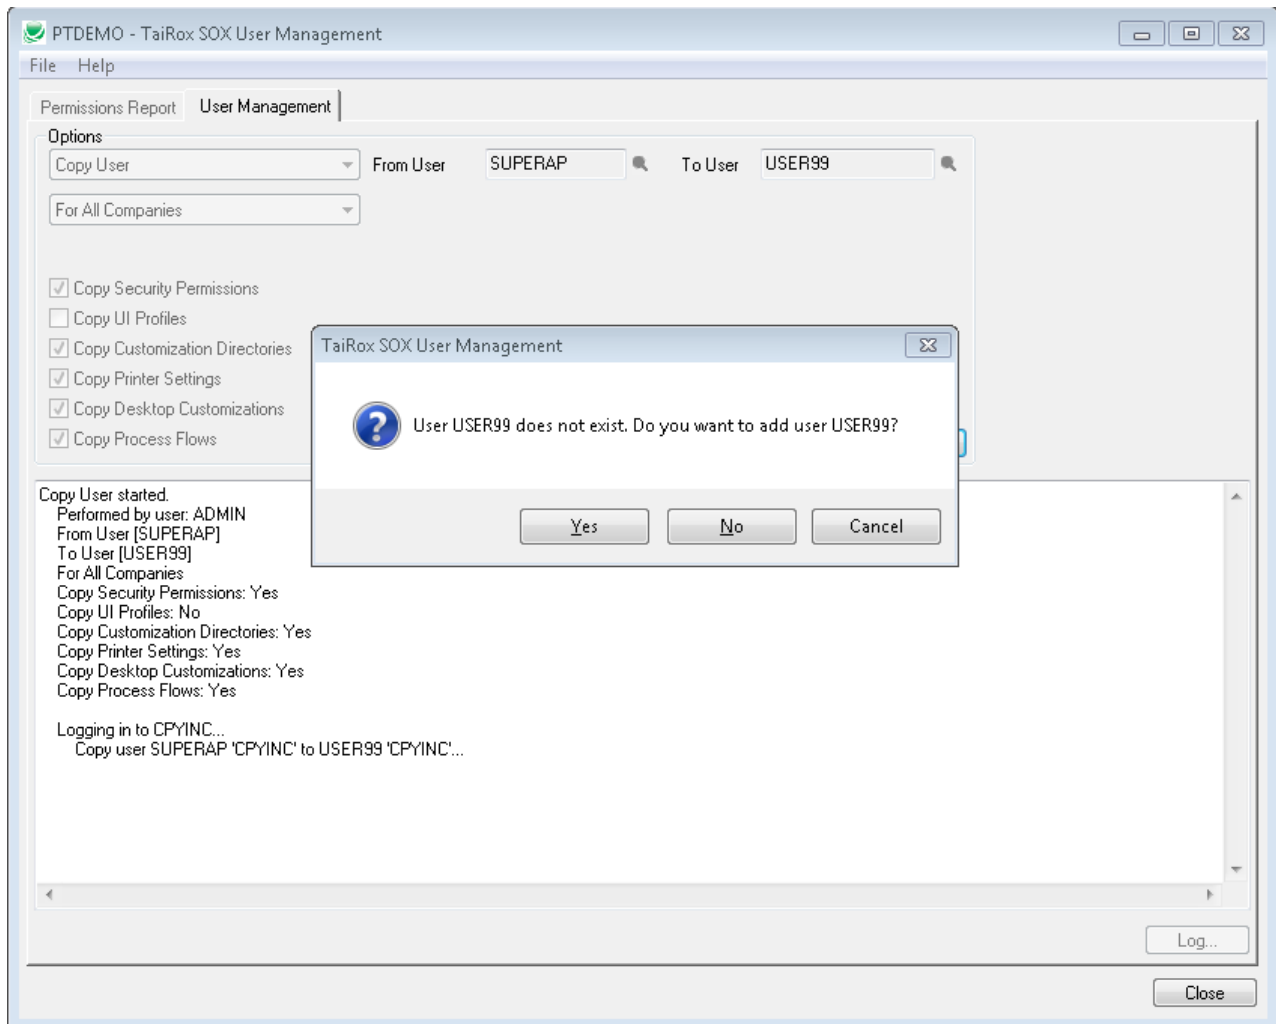 PTDEMO - TaiRox SOX User Management
File Help
Permissions Report User Management
Options
Copy User From User SUPERAP To User USER99
For All Companies
Copy Security Permissions
Copy UI Profiles
Copy Customization Directories
Copy Printer Settings
Copy Desktop Customizations
Copy Process Flows
TaiRox SOX User Management
User USER99 does not exist. Do you want to add user USER99?
Yes No Cancel
Copy User started.
Performed by user: ADMIN
From User [SUPERAP]
To User [USER99]
For All Companies
Copy Security Permissions: Yes
Copy UI Profiles: No
Copy Customization Directories: Yes
Copy Printer Settings: Yes
Copy Desktop Customizations: Yes
Copy Process Flows: Yes
Logging in to CPYINC...
Copy user SUPERAP 'CPYINC' to USER99 'CPYINC'...
Log...
Close